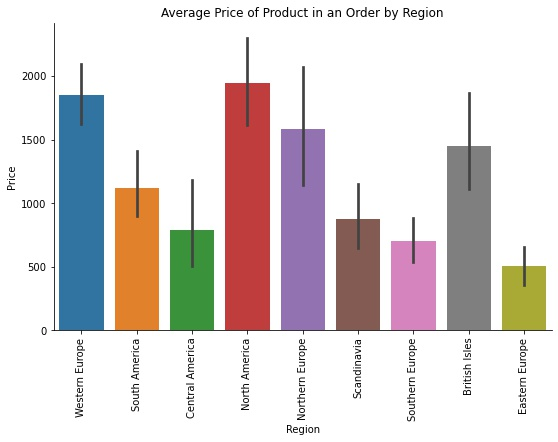 Average Price of Product in an Order by Region
Price
2000
1500
1000
500
0
Western Europe
South America
Central America
North America
Northern Europe
Scandinavia
Southern Europe
British Isles
Eastern Europe
Region